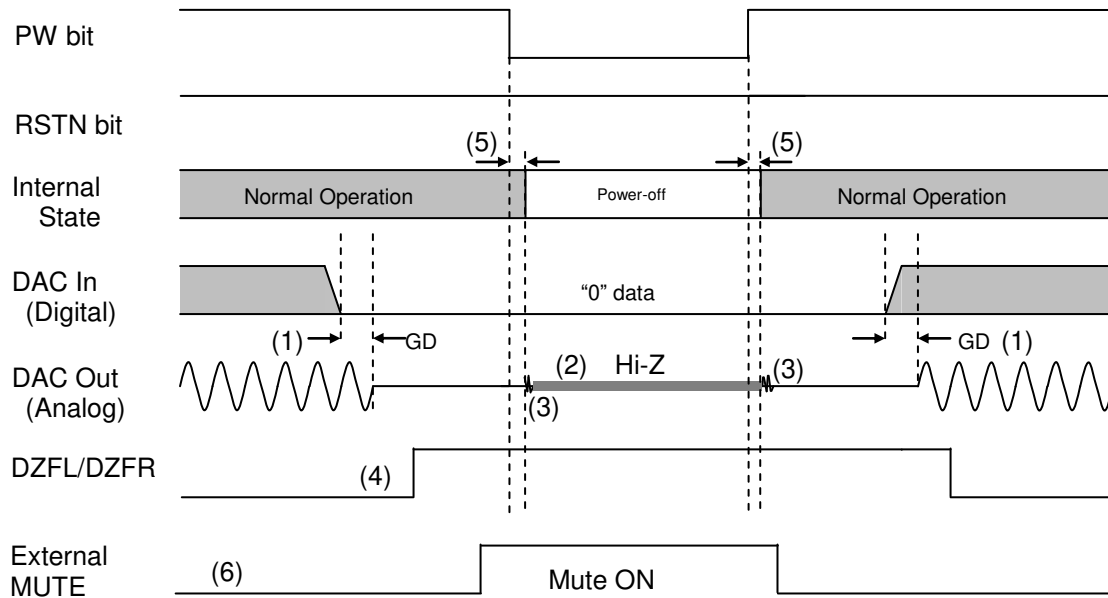 PW bit
RSTN bit
(5)
(5)
Internal
State
Normal Operation
Power-off
Normal Operation
DAC In
(Digital)
“0” data
(1)
GD
GD
(1)
DAC Out
(Analog)
(2)
Hi-Z
(3)
(3)
DZFL/DZFR
(4)
External
MUTE
(6)
Mute ON